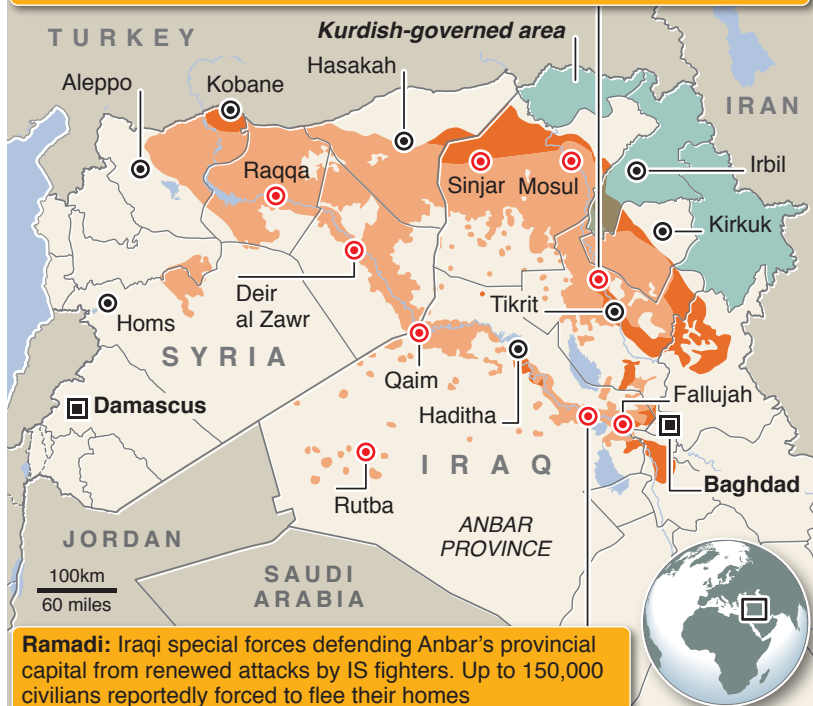 TURKEY
Kurdish-governed area
Hasakah
Aleppo
Kobane
IRAN
Raqqa
Sinjar
Mosul
Irbil
Kirkuk
Deir
al Zawr
Tikrit
Homs
SYRIA
Qaim
Damascus
Haditha
Fallujah
IRAQ
Baghdad
Rutba
ANBAR
PROVINCE
JORDAN
SAUDI
ARABIA
100km
60 miles
Ramadi: Iraqi special forces defending Anbar's provincial
capital from renewed attacks by IS fighters. Up to 150,000
civilians reportedly forced to flee their homes